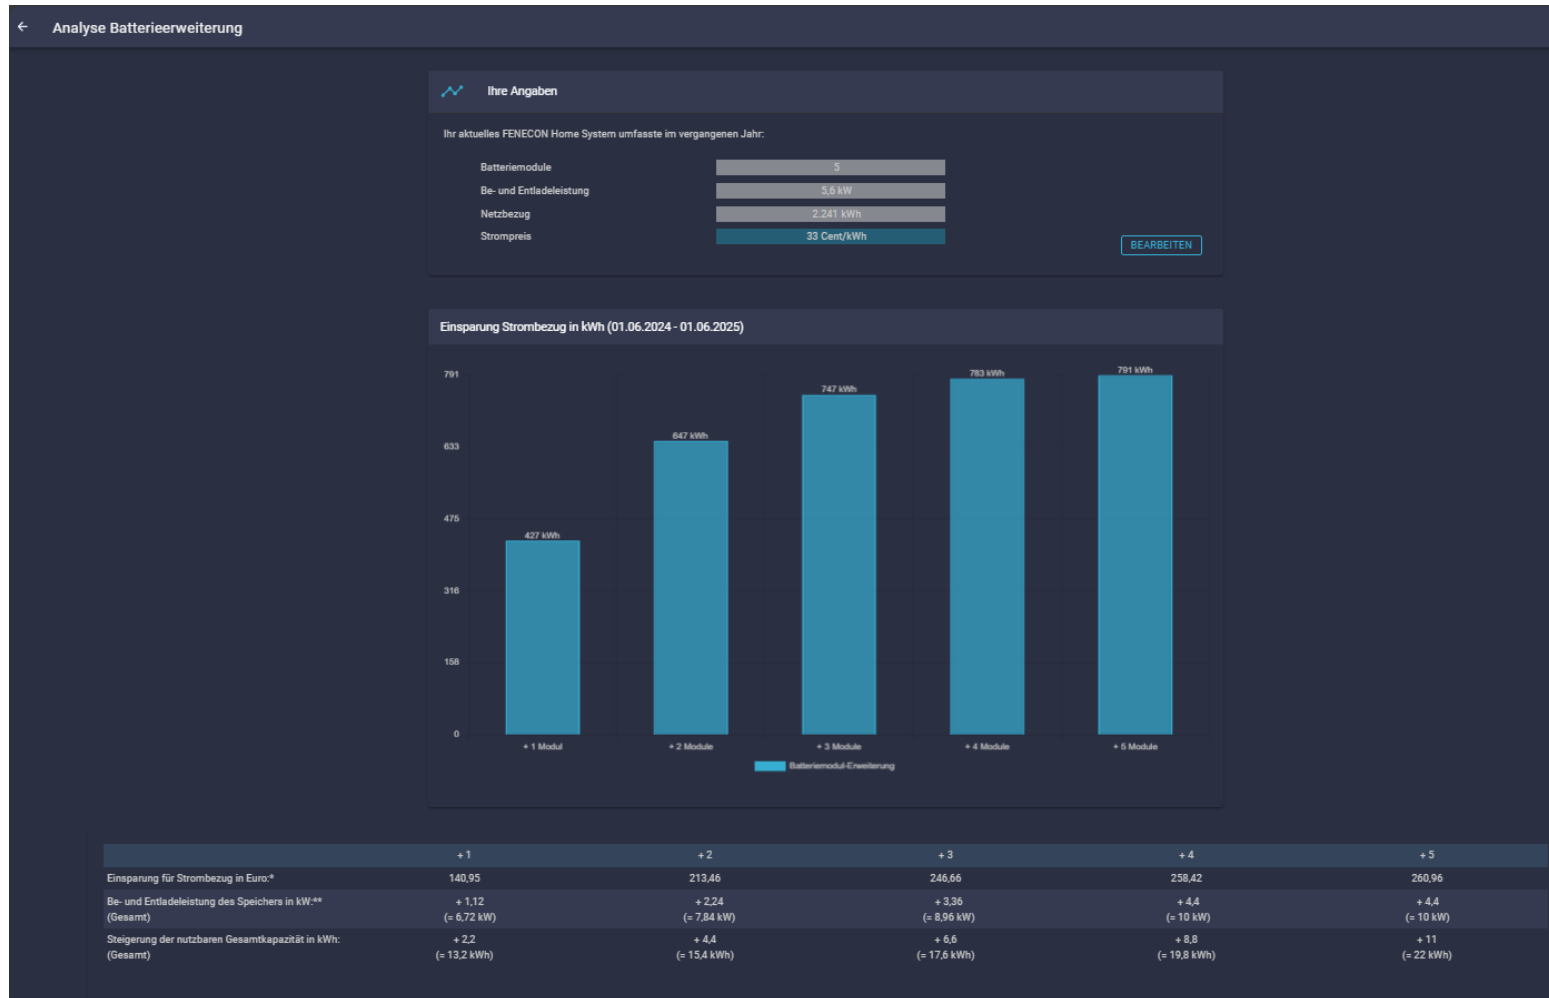 Analyse Batterieerweiterung
Ihre Angaben
Ihr aktuelles FENECON Home System umfasste im vergangenen Jahr:
Batteriemodule 5
Be- und Entladeleistung 5,6 kW
Netzbezug 2.241 kWh
Strompreis 33 Cent/kWh
BEARBEITEN
Einsparung Strombezug in kWh (01.06.2024 - 01.06.2025)
791
633
475
316
158
0
427 kWh
647 kWh
747 kWh
783 kWh
791 kWh
+ 1 Modul
+ 2 Module
+ 3 Module
+ 4 Module
+ 5 Module
Batteriemodul-Erweiterung
+ 1 + 2 + 3 + 4 + 5
Einsparung für Strombezug in Euro:* 140,95 213,46 246,66 258,42 260,96
Be- und Entladeleistung des Speichers in kW:** + 1,12 + 2,24 + 3,36 + 4,4 + 4,4
(Gesamt) (= 6,72 kW) (= 7,84 kW) (= 8,96 kW) (= 10 kW) (= 10 kW)
Steigerung der nutzbaren Gesamtkapazität in kWh: + 2,2 + 4,4 + 6,6 + 8,8 + 11
(Gesamt) (= 13,2 kWh) (= 15,4 kWh) (= 17,6 kWh) (= 19,8 kWh) (= 22 kWh)